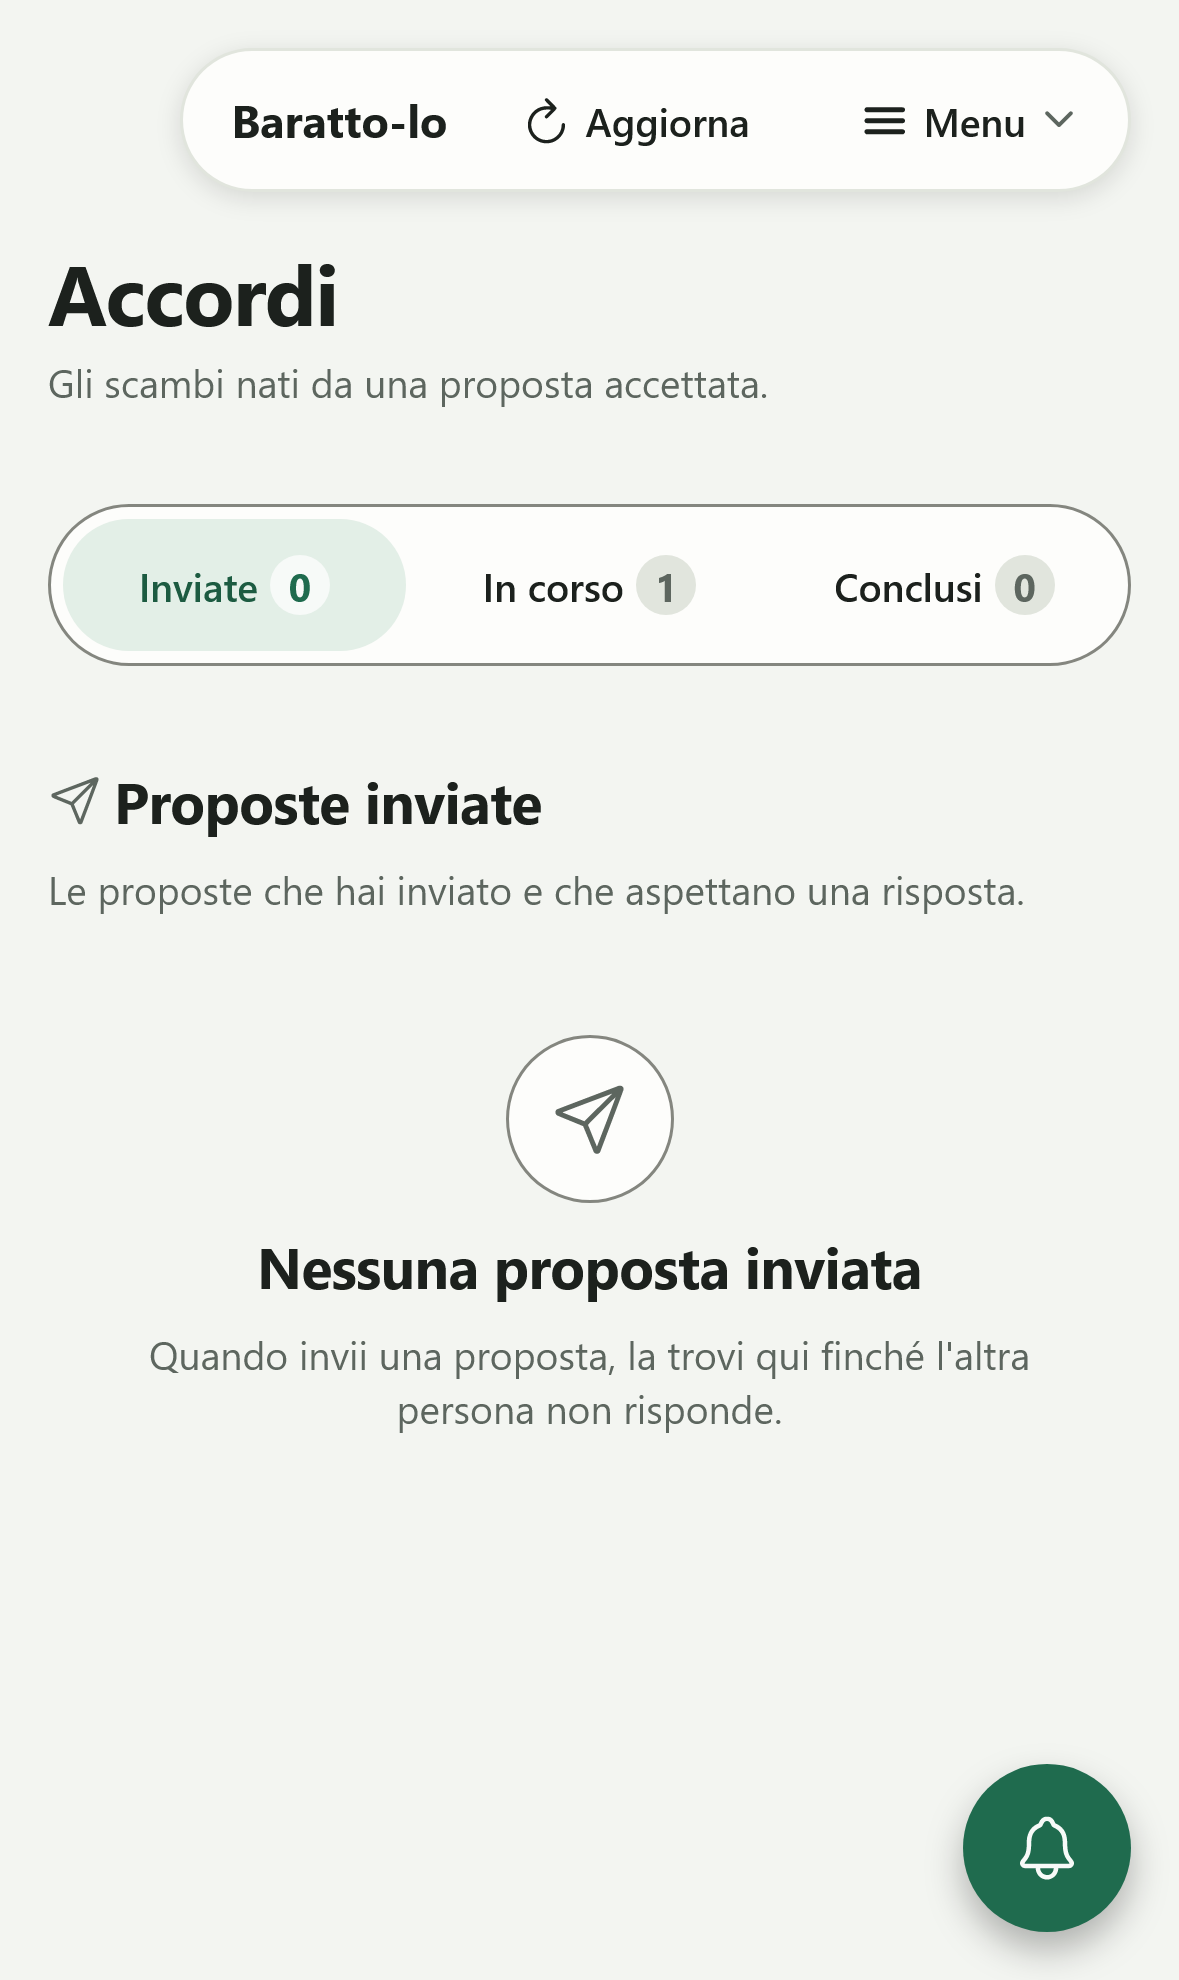 Baratto-lo Aggiorna Menu
Accordi
Gli scambi nati da una proposta accettata.
Inviate 0 In corso 1 Conclusi 0
Proposte inviate
Le proposte che hai inviato e che aspettano una risposta.
Nessuna proposta inviata
Quando invii una proposta, la trovi qui finché l'altra
persona non risponde.